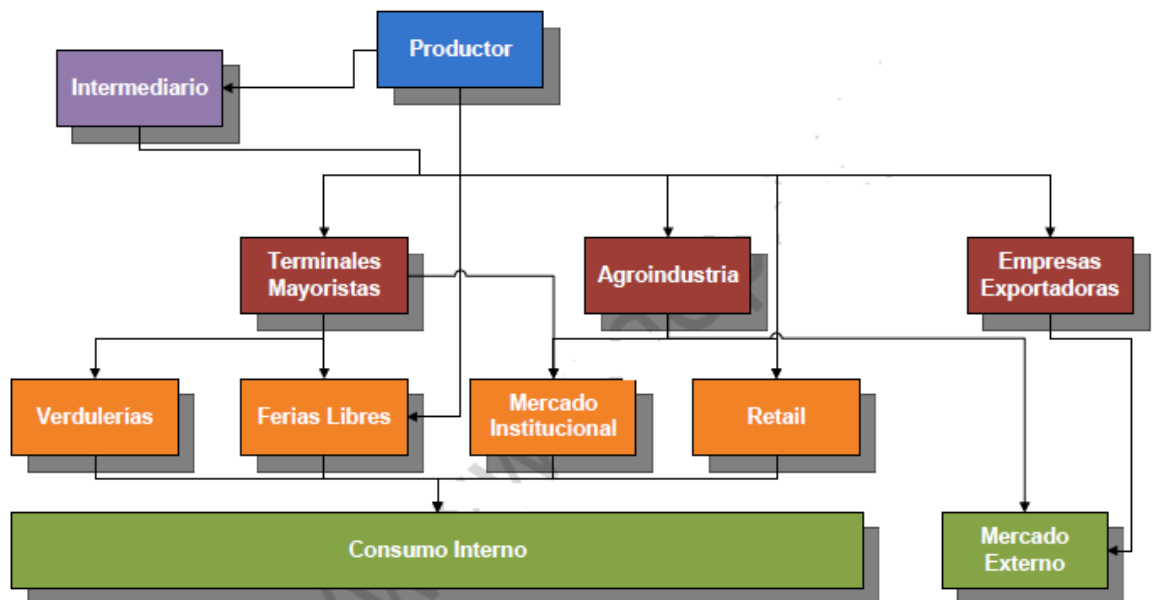 Productor
Intermediario
Terminales
Mayoristas
Agroindustria
Empresas
Exportadoras
Verdulerías
Ferias Libres
Mercado
Institucional
Retail
Consumo Interno
Mercado
Externo